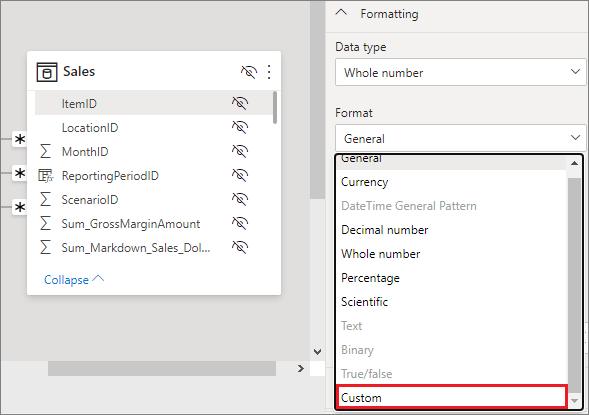 Sales
ItemID
LocationID
MonthID
ReportingPeriodID
ScenarioID
Sum_GrossMarginAmount
Sum_Markdown_Sales_Dol...
Collapse
Formatting
Data type
Whole number
Format
General
General
Currency
DateTime General Pattern
Decimal number
Whole number
Percentage
Scientific
Text
Binary
True/false
Custom